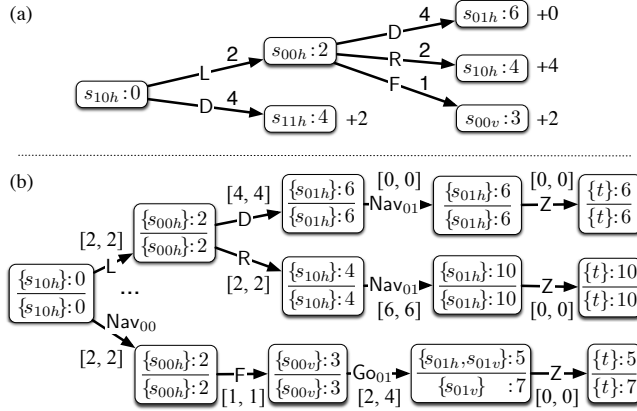 (a)
s01h:6 +0
4
D
2 s00h:2 R 2 s10h:4 +4
L
F 1
s10h:0
D 4 s11h:4 +2 s00v:3 +2
(b)
[4, 4] {s01h}:6 [0, 0] {s01h}:6 [0, 0] {t}:6
{s00h}:2 D {s01h}:6 Nav01 {s01h}:6 Z {t}:6
[2, 2] {s00h}:2
L R {s10h}:4 Nav01 {s01h}:10 Z {t}:10
{s10h}:0 [2, 2] {s10h}:4 [6, 6] {s01h}:10 [0, 0] {t}:10
{s10h}:0 ...
Nav00
[2, 2] {s00h}:2 F {s00v}:3 Go01 {s01h,s01v}:5 Z {t}:5
{s00h}:2 [1, 1] {s00v}:3 [2, 4] {s01v} :7 [0, 0] {t}:7